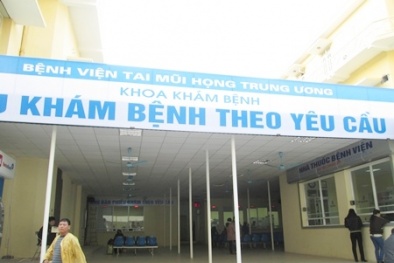 BỆNH VIỆN TAI MŨI HỌNG TRUNG ƯƠNG
KHOA KHÁM BỆNH
U KHÁM BỆNH THEO YÊU CẦU
NHÀ THUỐC BỆNH VIỆN